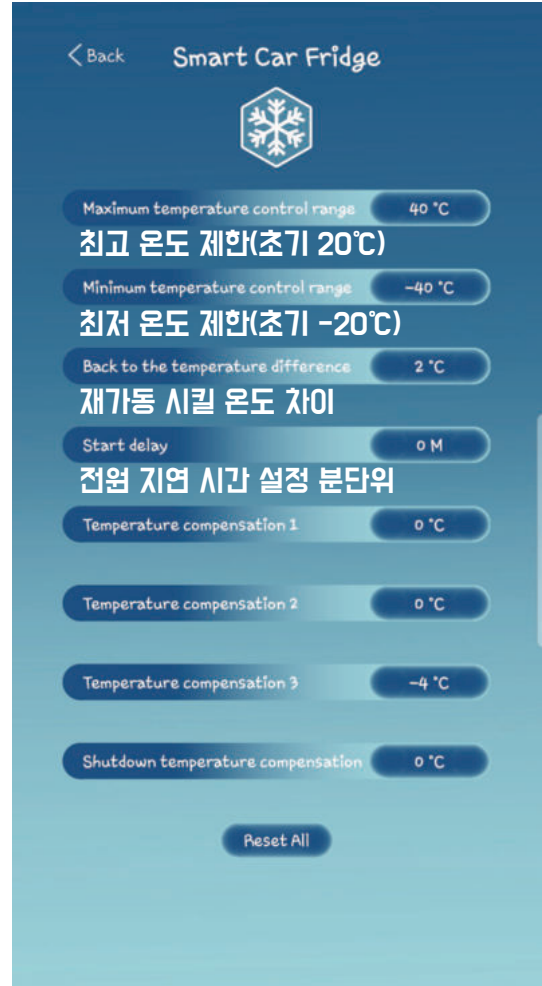 Back
Smart Car Fridge
Maximum temperature control range 40 °C
최고 온도 제한(초기 20℃)
Minimum temperature control range -40 °C
최저 온도 제한(초기 -20℃)
Back to the temperature difference 2 °C
재가동 시킬 온도 차이
Start delay 0 M
전원 지연 시간 설정 분단위
Temperature compensation 1 0 °C
Temperature compensation 2 0 °C
Temperature compensation 3 -4 °C
Shutdown temperature compensation 0 °C
Reset All